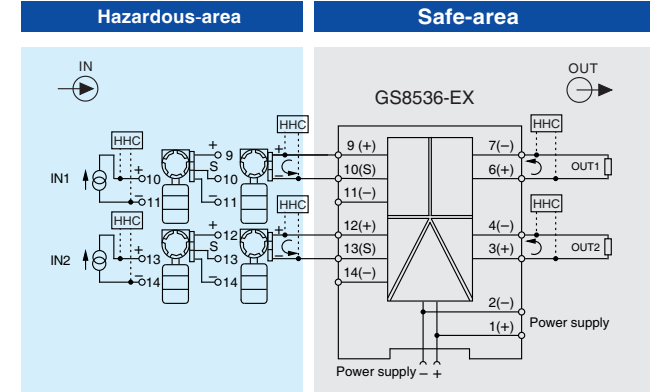 Hazardous-area
Safe-area
IN
OUT
GS8536-EX
HHC
HHC
HHC
IN1
+
10
−
11
+
9
S
10
−
11
+
−
9 (+)
10(S)
11(−)
7(−)
6(+)
OUT1
HHC
HHC
HHC
IN2
+
13
−
14
+
12
S
13
−
14
+
−
12(+)
13(S)
14(−)
4(−)
3(+)
OUT2
2(−)
1(+)
Power supply
Power supply − +